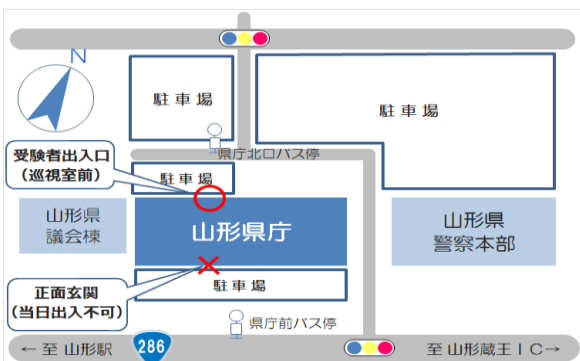 N
駐車場
駐車場
県庁北口バス停
受験者出入口
(巡視室前)
駐車場
山形県
議会棟
山形県庁
山形県
警察本部
正面玄関
(当日出入不可)
駐車場
県庁前バス停
← 至 山形駅
286
至 山形蔵王IC→